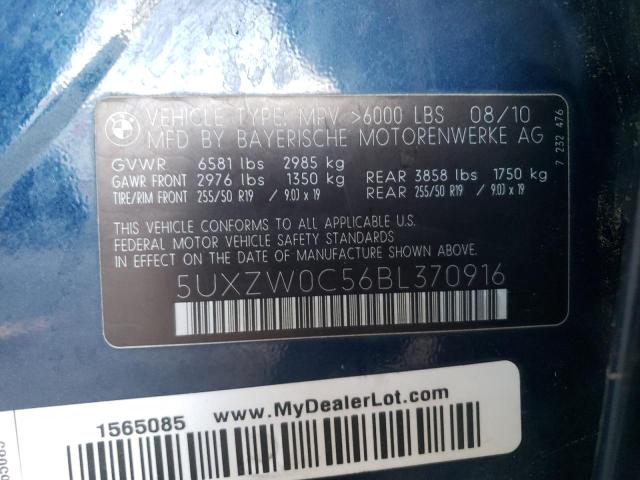 BMW
VEHICLE TYPE: MPV >6000 LBS 08/10
MFD BY BAYERISCHE MOTORENWERKE AG
GVWR 6581 lbs 2985 kg
GAWR FRONT 2976 lbs 1350 kg REAR 3858 lbs 1750 kg
TIRE/RIM FRONT 255/50 R19 / 9.0J x 19 REAR 255/50 R19 / 9.0J x 19
THIS VEHICLE CONFORMS TO ALL APPLICABLE U.S.
FEDERAL MOTOR VEHICLE SAFETY STANDARDS
IN EFFECT ON THE DATE OF MANUFACTURE
SHOWN ABOVE.
5UXZW0C56BL370916
7 232 476
1565085 www.MyDealerLot.com